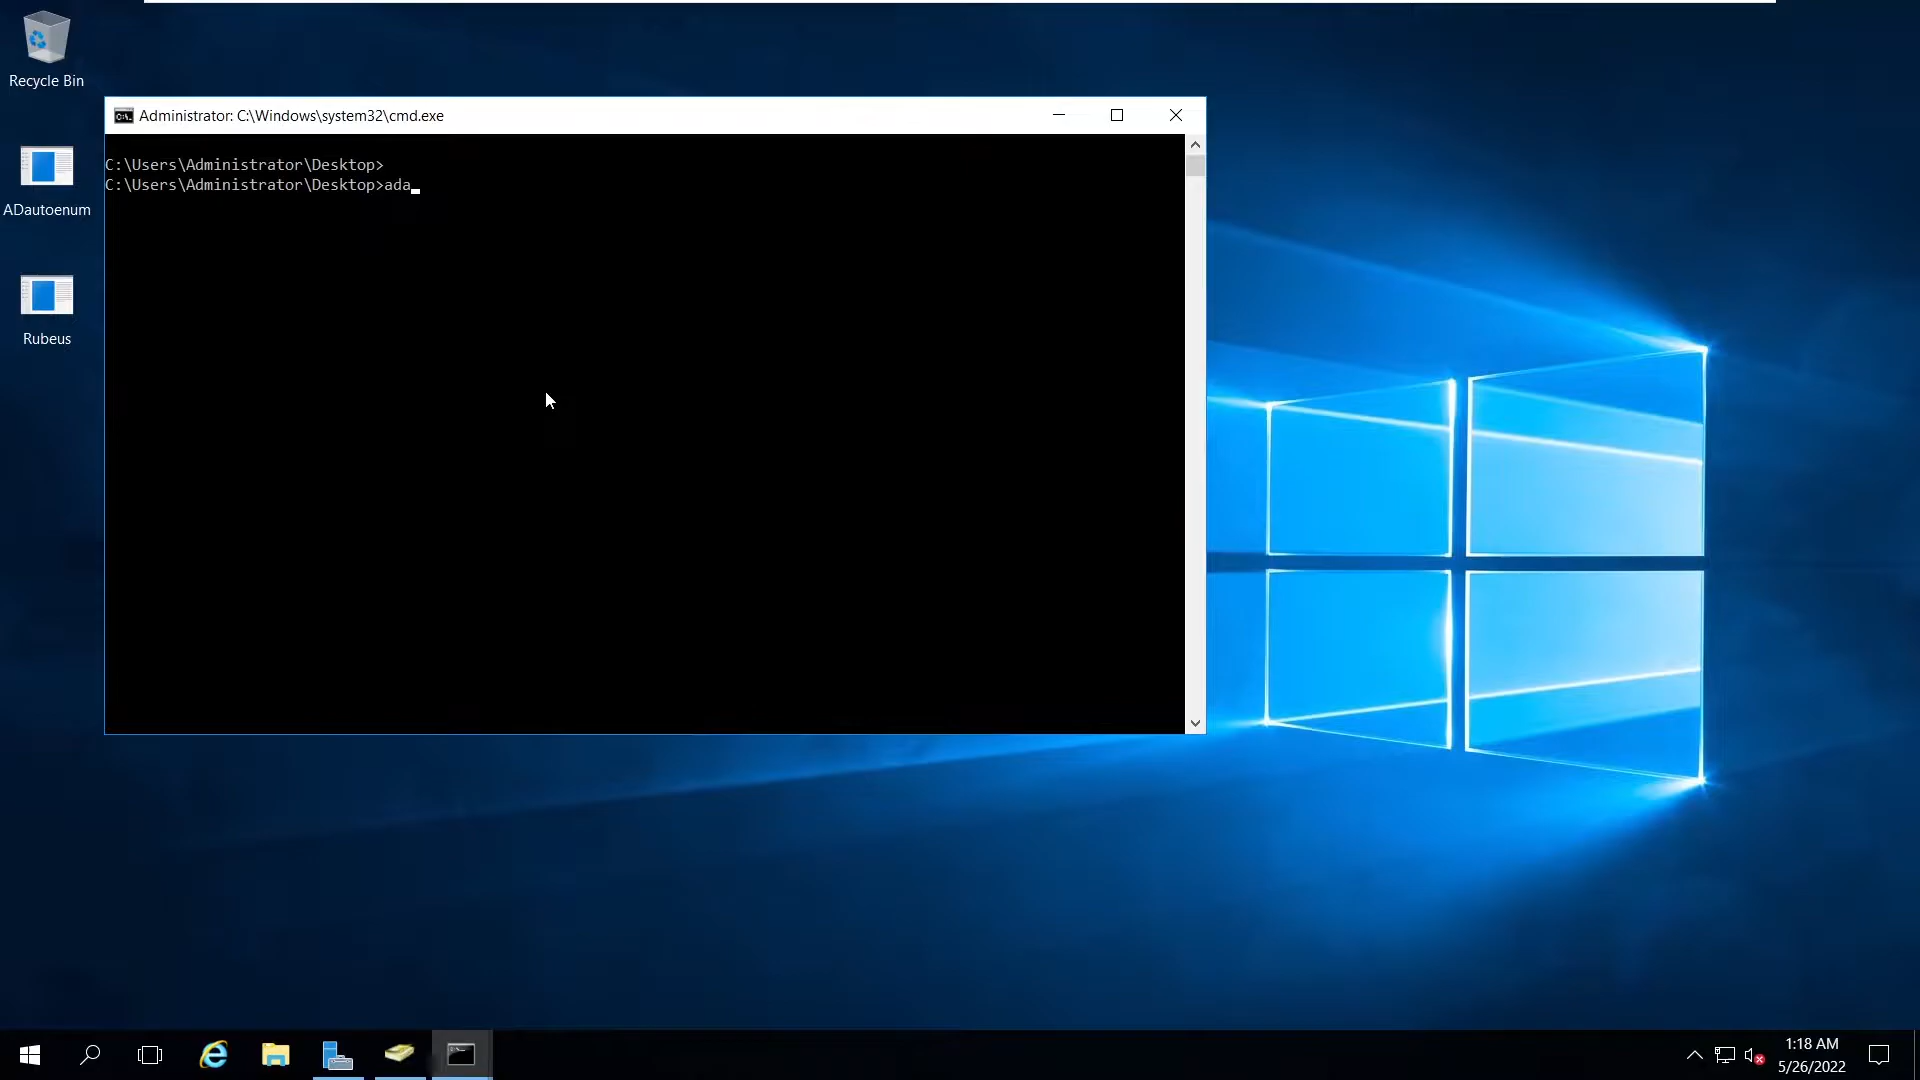 Recycle Bin
Administrator: C:\Windows\system32\cmd.exe
C:\Users\Administrator\Desktop>
C:\Users\Administrator\Desktop>ada
ADautoenum
Rubeus
1:18 AM
5/26/2022